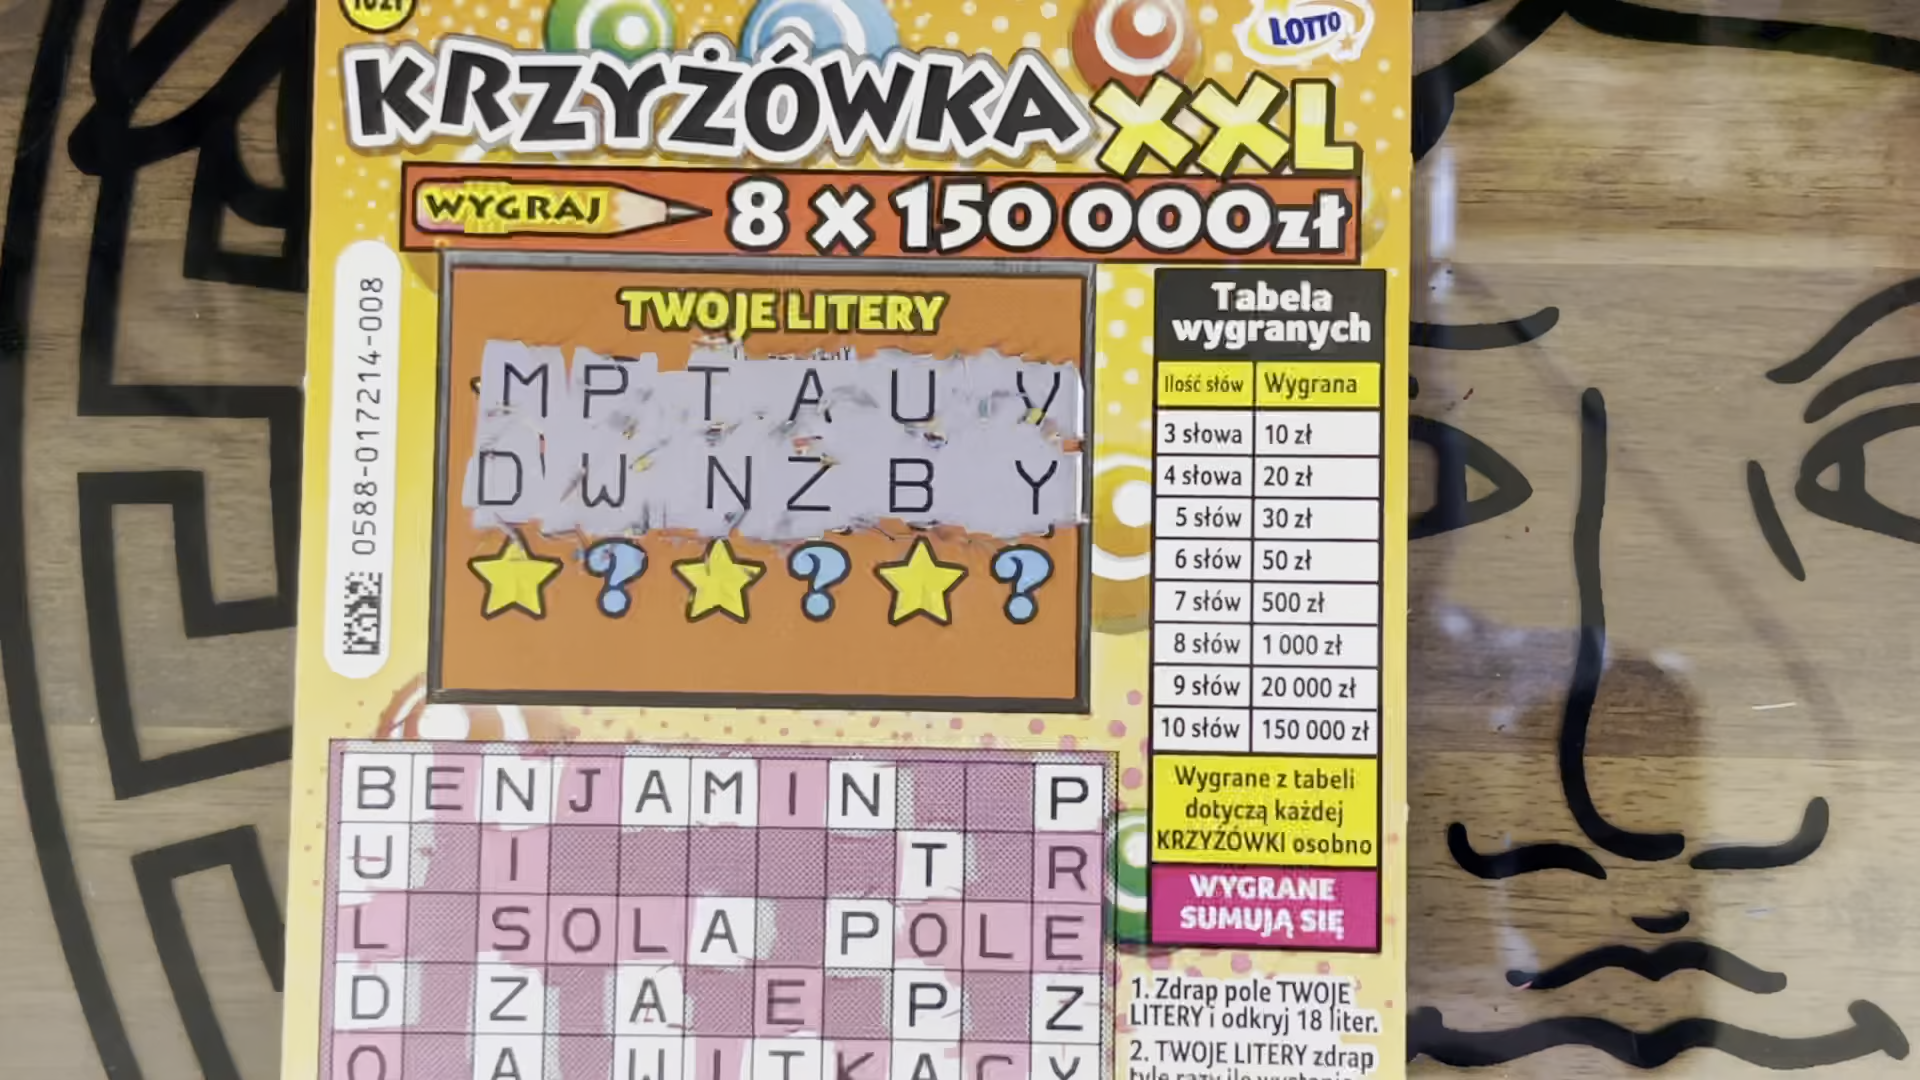 10zł
LOTTO
KRZYŻÓWKA XXL
WYGRAJ 8 x 150 000 zł
0588-017214-008
TWOJE LITERY
M P T A U V
D W N Z B Y
? ? ?
Tabela
wygranych
Ilość słów Wygrana
3 słowa 10 zł
4 słowa 20 zł
5 słów 30 zł
6 słów 50 zł
7 słów 500 zł
8 słów 1 000 zł
9 słów 20 000 zł
10 słów 150 000 zł
Wygrane z tabeli
dotyczą każdej
KRZYŻÓWKI osobno
WYGRANE
SUMUJĄ SIĘ
B E N J A M I N P
U I T R
L S O L A P O L E
D Z A E P Z
O A W I T K A C Y
1. Zdrap pole TWOJE
LITERY i odkryj 18 liter.
2. TWOJE LITERY zdrap